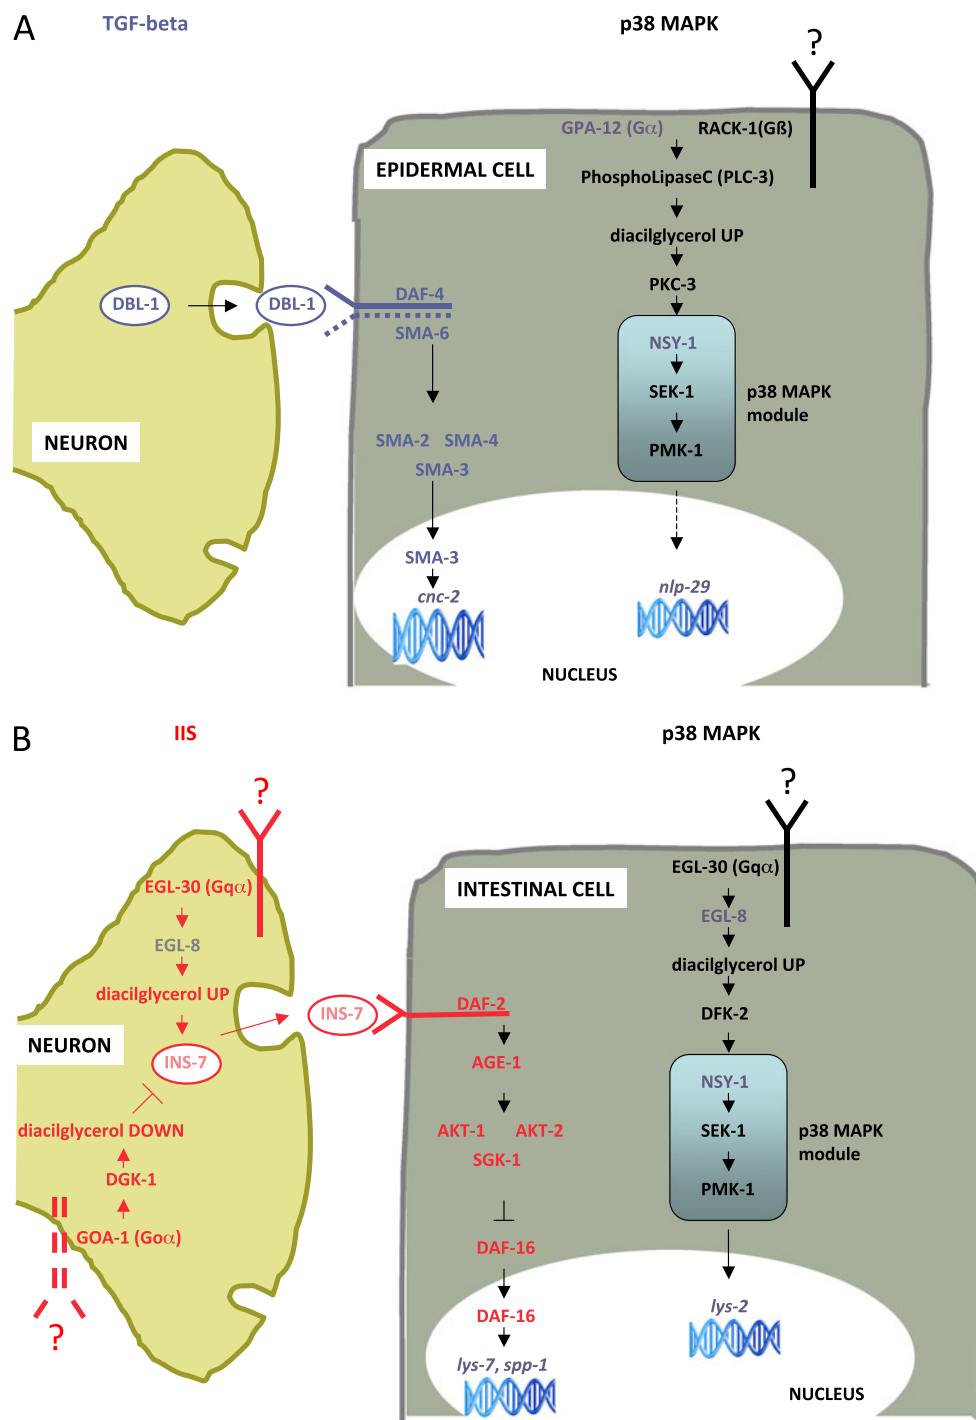 A
TGF-beta
p38 MAPK
?
GPA-12 (Gα)
RACK-1(Gß)
EPIDERMAL CELL
PhosphoLipaseC (PLC-3)
diacilglycerol UP
PKC-3
DBL-1
DBL-1
DAF-4
SMA-6
NSY-1
SEK-1
PMK-1
p38 MAPK
module
NEURON
SMA-2
SMA-4
SMA-3
SMA-3
cnc-2
nlp-29
NUCLEUS
B
IIS
p38 MAPK
?
?
EGL-30 (Gqα)
EGL-8
diacilglycerol UP
NEURON
INS-7
INS-7
diacilglycerol DOWN
DGK-1
GOA-1 (Goα)
?
INTESTINAL CELL
DAF-2
AGE-1
AKT-1
AKT-2
SGK-1
DAF-16
DAF-16
lys-7, spp-1
EGL-30 (Gqα)
EGL-8
diacilglycerol UP
DFK-2
NSY-1
SEK-1
PMK-1
p38 MAPK
module
lys-2
NUCLEUS